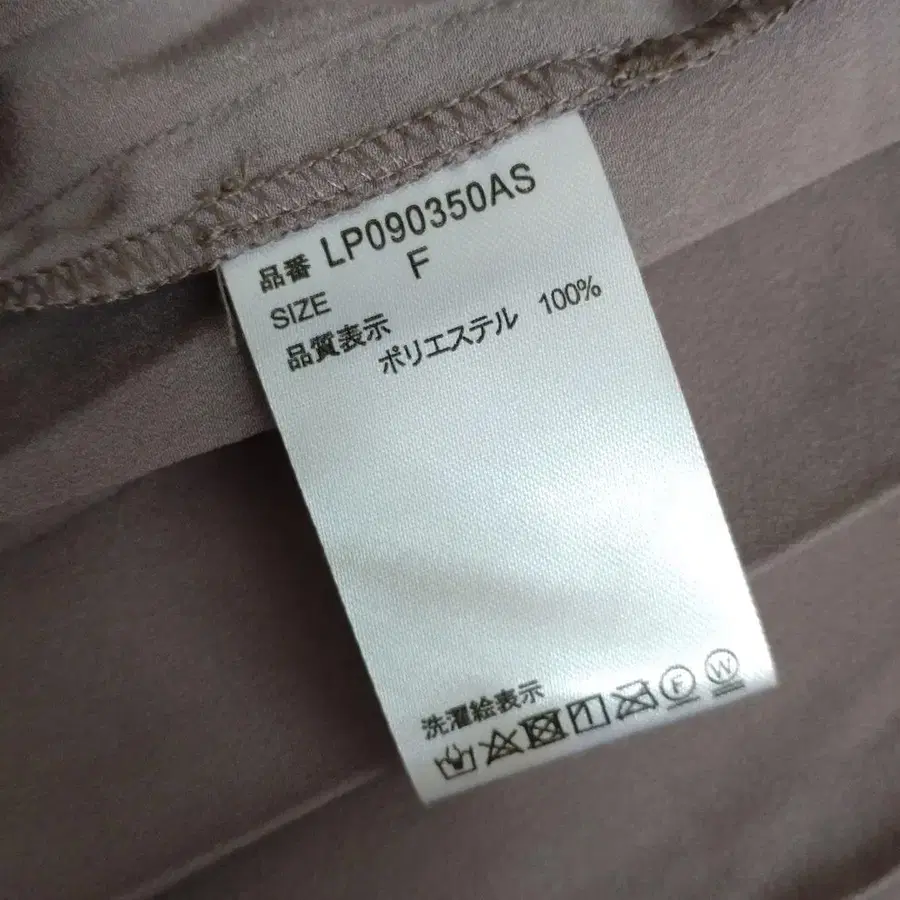 品番 LP090350AS
SIZE F
品質表示
ポリエステル 100%
洗濯絵表示
F W